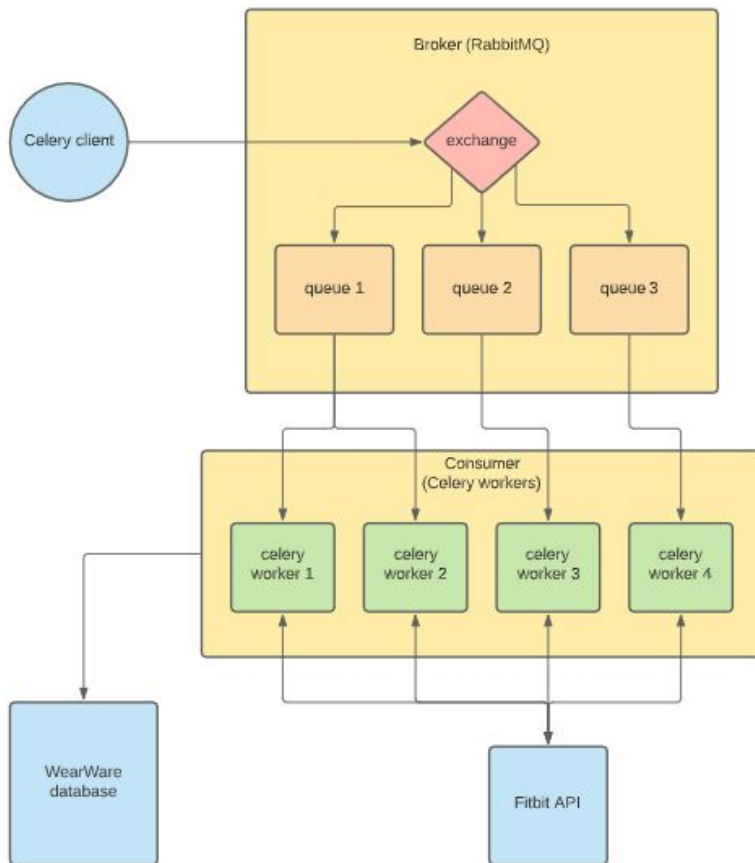 Broker (RabbitMQ)
Celery client
exchange
queue 1
queue 2
queue 3
Consumer
(Celery workers)
celery
worker 1
celery
worker 2
celery
worker 3
celery
worker 4
WearWare
database
Fitbit API